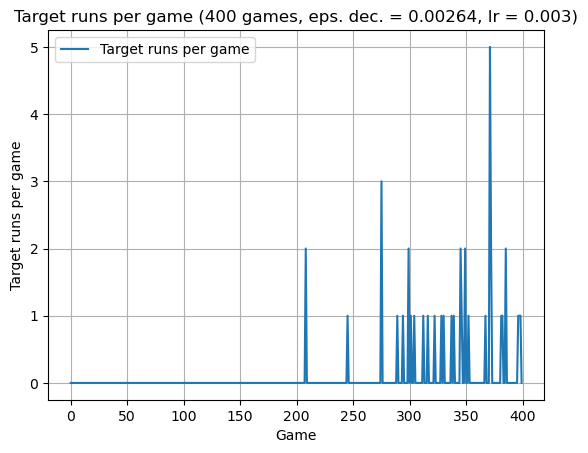 Target runs per game (400 games, eps. dec. = 0.00264, lr = 0.003)
Target runs per game
5
4
3
2
1
0
Target runs per game
0 50 100 150 200 250 300 350 400
Game